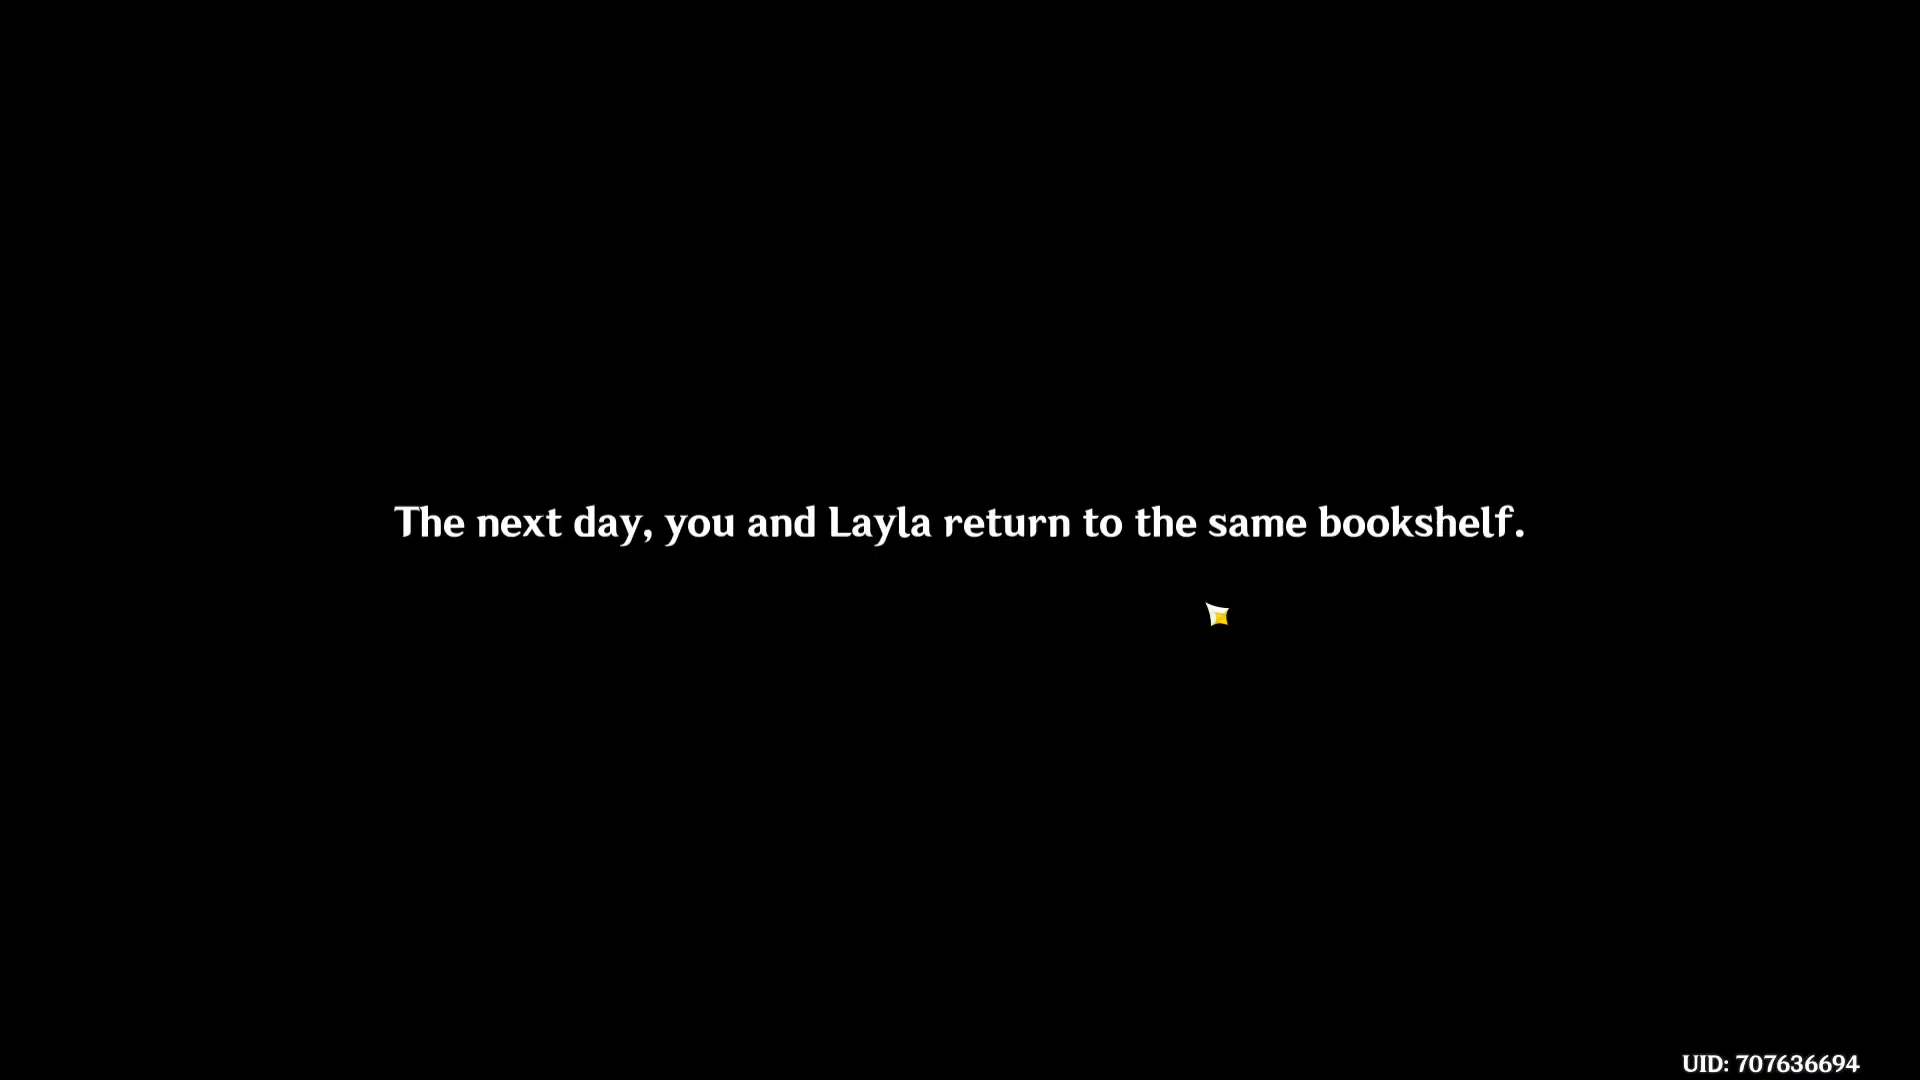 The next day, you and Layla return to the same bookshelf.
UID: 707636694